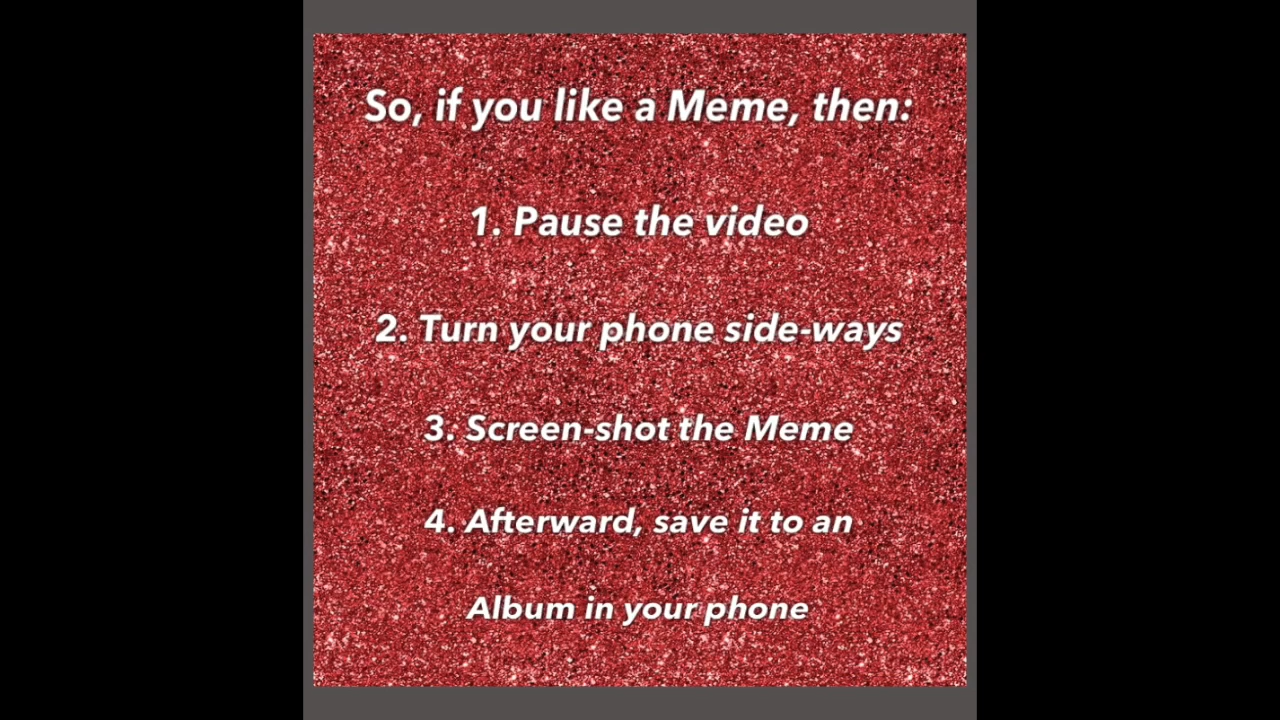 So, if you like a Meme, then:
1. Pause the video
2. Turn your phone side-ways
3. Screen-shot the Meme
4. Afterward, save it to an
Album in your phone